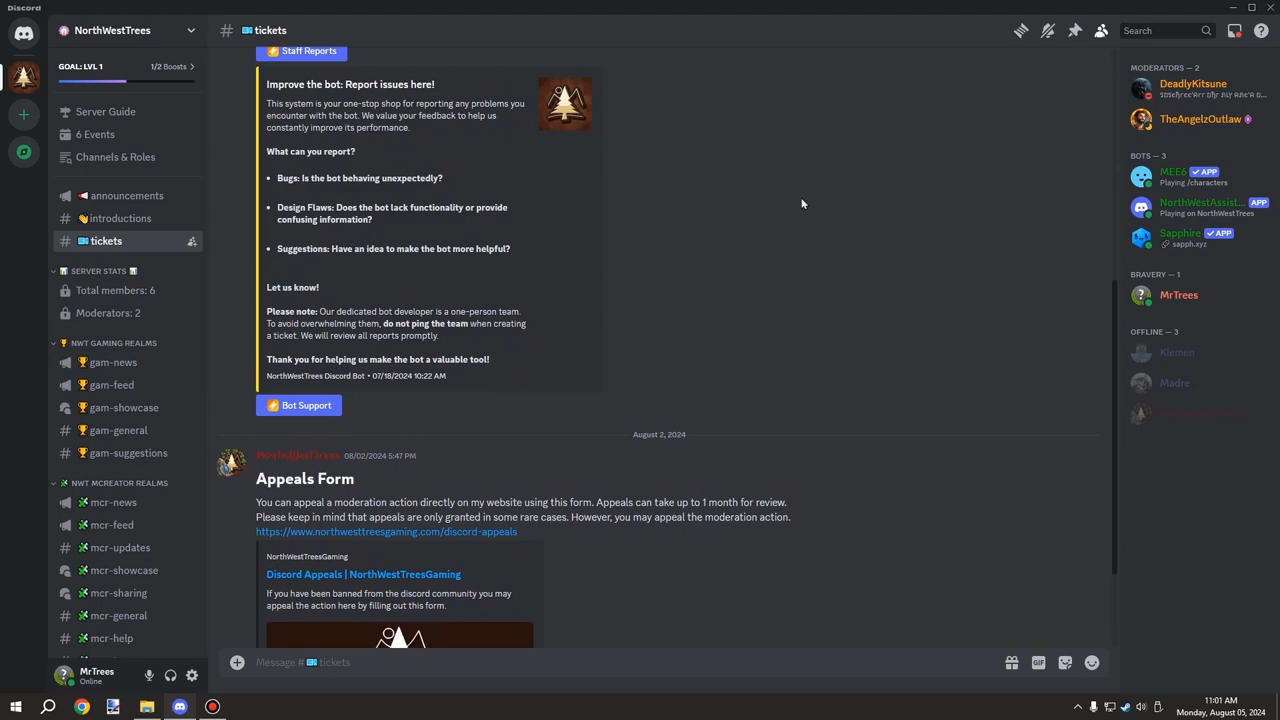 Discord
NorthWestTrees
GOAL: LVL 1
1/2 Boosts
Server Guide
6 Events
Channels & Roles
announcements
introductions
tickets
SERVER STATS
Total members: 6
Moderators: 2
NWT GAMING REALMS
gam-news
gam-feed
gam-showcase
gam-general
gam-suggestions
NWT MCREATOR REALMS
mcr-news
mcr-feed
mcr-updates
mcr-showcase
mcr-sharing
mcr-general
mcr-help
MrTrees
Online
# tickets
Search
Staff Reports
Improve the bot: Report issues here!
This system is your one-stop shop for reporting any problems you
encounter with the bot. We value your feedback to help us
constantly improve its performance.
What can you report?
• Bugs: Is the bot behaving unexpectedly?
• Design Flaws: Does the bot lack functionality or provide
confusing information?
• Suggestions: Have an idea to make the bot more helpful?
Let us know!
Please note: Our dedicated bot developer is a one-person team.
To avoid overwhelming them, do not ping the team when creating
a ticket. We will review all reports promptly.
Thank you for helping us make the bot a valuable tool!
NorthWestTrees Discord Bot • 07/18/2024 10:22 AM
Bot Support
August 2, 2024
08/02/2024 5:47 PM
Appeals Form
You can appeal a moderation action directly on my website using this form. Appeals can take up to 1 month for review.
Please keep in mind that appeals are only granted in some rare cases. However, you may appeal the moderation action.
https://www.northwesttreesgaming.com/discord-appeals
NorthWestTreesGaming
Discord Appeals | NorthWestTreesGaming
If you have been banned from the discord community you may
appeal the action here by filling out this form.
Message # tickets
GIF
MODERATORS — 2
DeadlyKitsune
TheAngelzOutlaw
BOTS — 3
MEE6 ✓ APP
Playing /characters
NorthWestAssist... APP
Playing on NorthWestTrees
Sapphire ✓ APP
sapph.xyz
BRAVERY — 1
MrTrees
OFFLINE — 3
Klemen
Madre
11:01 AM
Monday, August 05, 2024